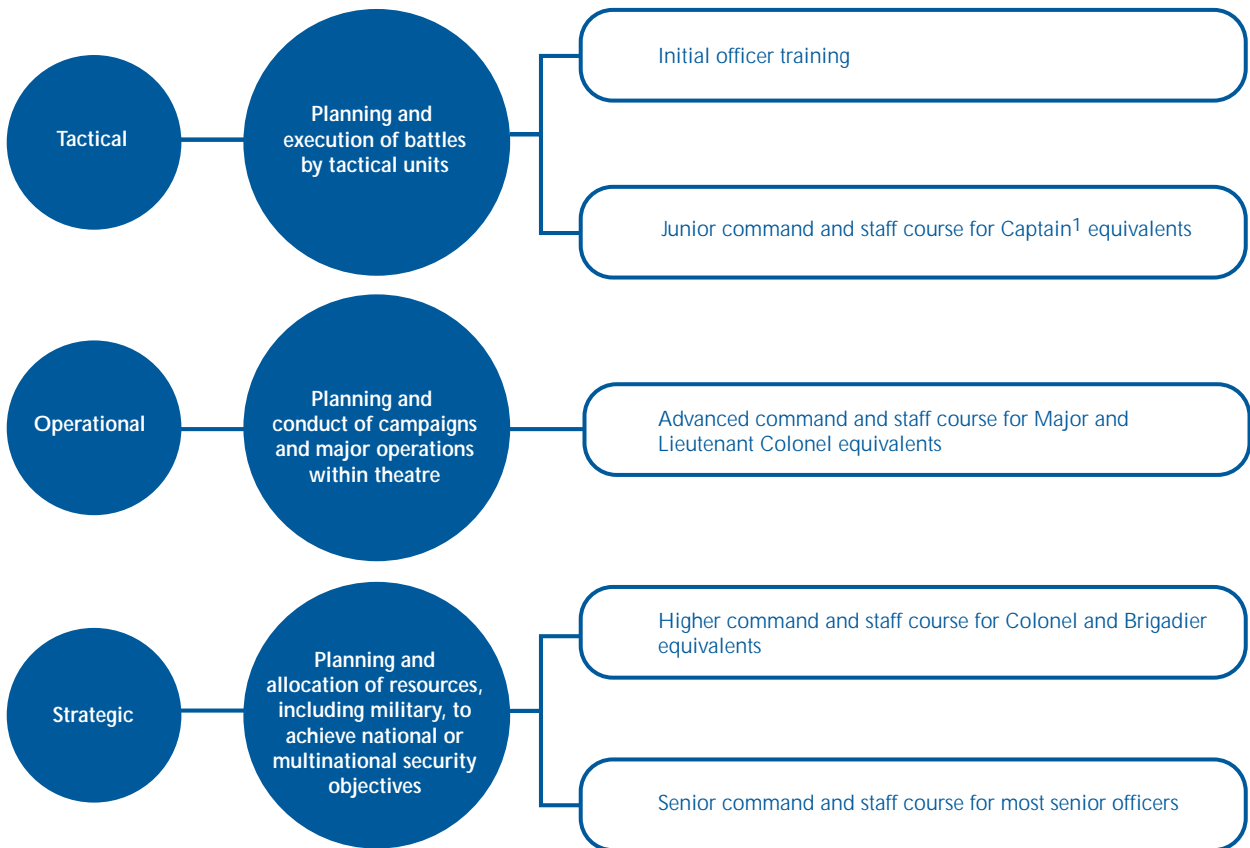 Tactical
Planning and
execution of battles
by tactical units
Initial officer training
Junior command and staff course for Captain1 equivalents
Operational
Planning and
conduct of campaigns
and major operations
within theatre
Advanced command and staff course for Major and
Lieutenant Colonel equivalents
Strategic
Planning and
allocation of resources,
including military, to
achieve national or
multinational security
objectives
Higher command and staff course for Colonel and Brigadier
equivalents
Senior command and staff course for most senior officers